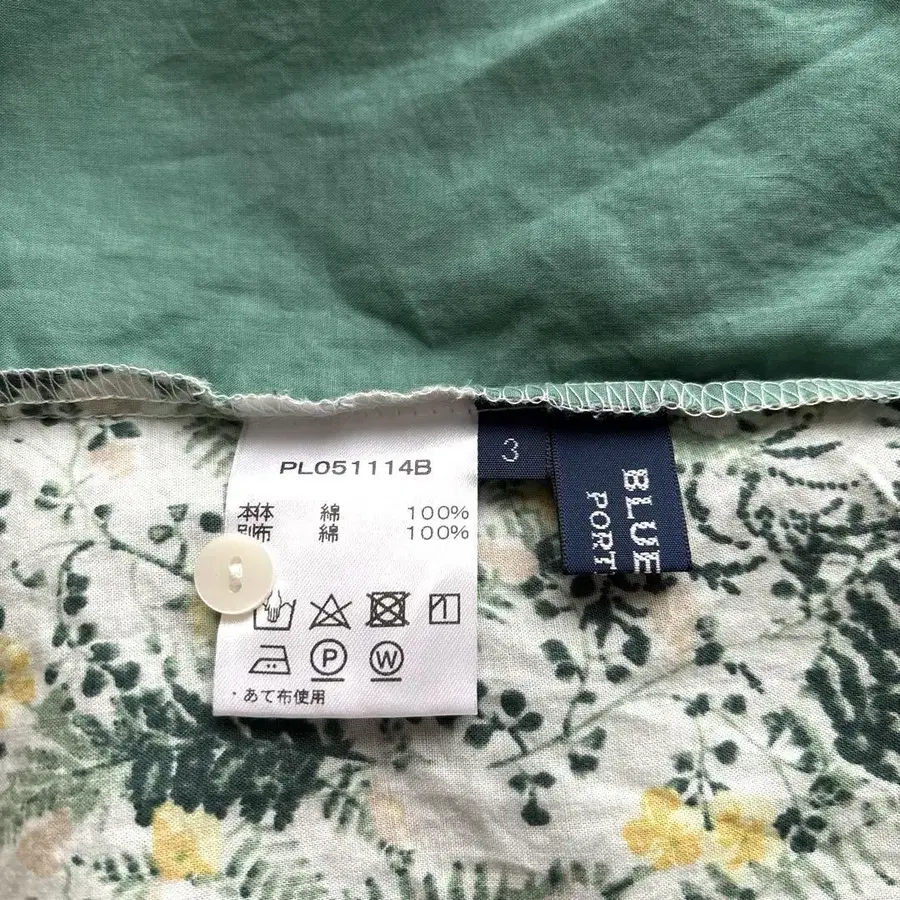 PL051114B
本体 綿 100%
別布 綿 100%
P W
・あて布使用
3
BLUE
PORT